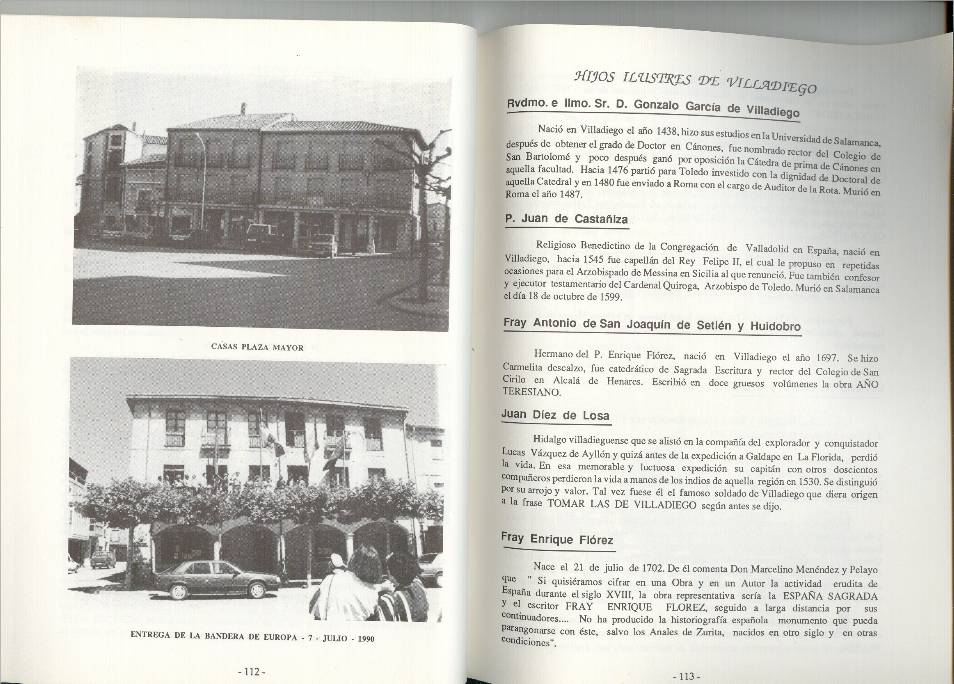 CASAS PLAZA MAYOR
ENTREGA DE LA BANDERA DE EUROPA - 7 - JULIO - 1990
- 112 -
HIJOS ILUSTRES DE VILLADIEGO
Rvdmo. e Ilmo. Sr. D. Gonzalo García de Villadiego
Nació en Villadiego el año 1438, hizo sus estudios en la Universidad de Salamanca,
después de obtener el grado de Doctor en Cánones, fue nombrado rector del Colegio de
San Bartolomé y poco después ganó por oposición la Cátedra de prima de Cánones en
aquella facultad. Hacia 1476 partió para Toledo investido con la dignidad de Doctoral de
aquella Catedral y en 1480 fue enviado a Roma con el cargo de Auditor de la Rota. Murió en
Roma el año 1487.
P. Juan de Castañiza
Religioso Benedictino de la Congregación de Valladolid en España, nació en
Villadiego, hacia 1545 fue capellán del Rey Felipe II, el cual le propuso en repetidas
ocasiones para el Arzobispado de Messina en Sicilia al que renunció. Fue también confesor
y ejecutor testamentario del Cardenal Quiroga, Arzobispo de Toledo. Murió en Salamanca
el día 18 de octubre de 1599.
Fray Antonio de San Joaquín de Setién y Huidobro
Hermano del P. Enrique Flórez, nació en Villadiego el año 1697. Se hizo
Carmelita descalzo, fue catedrático de Sagrada Escritura y rector del Colegio de San
Cirilo en Alcalá de Henares. Escribió en doce gruesos volúmenes la obra AÑO
TERESIANO.
Juan Díez de Losa
Hidalgo villadieguense que se alistó en la compañía del explorador y conquistador
Lucas Vázquez de Ayllón y quizá antes de la expedición a Galdape en La Florida, perdió
la vida. En esa memorable y luctuosa expedición su capitán con otros doscientos
compañeros perdieron la vida a manos de los indios de aquella región en 1530. Se distinguió
por su arrojo y valor. Tal vez fuese él el famoso soldado de Villadiego que diera origen
a la frase TOMAR LAS DE VILLADIEGO según antes se dijo.
Fray Enrique Flórez
Nace el 21 de julio de 1702. De él comenta Don Marcelino Menéndez y Pelayo
que " Si quisiéramos cifrar en una Obra y en un Autor la actividad erudita de
España durante el siglo XVIII, la obra representativa sería la ESPAÑA SAGRADA
y el escritor FRAY ENRIQUE FLOREZ, seguido a larga distancia por sus
continuadores.... No ha producido la historiografía española monumento que pueda
parangonarse con éste, salvo los Anales de Zurita, nacidos en otro siglo y en otras
condiciones".
- 113 -